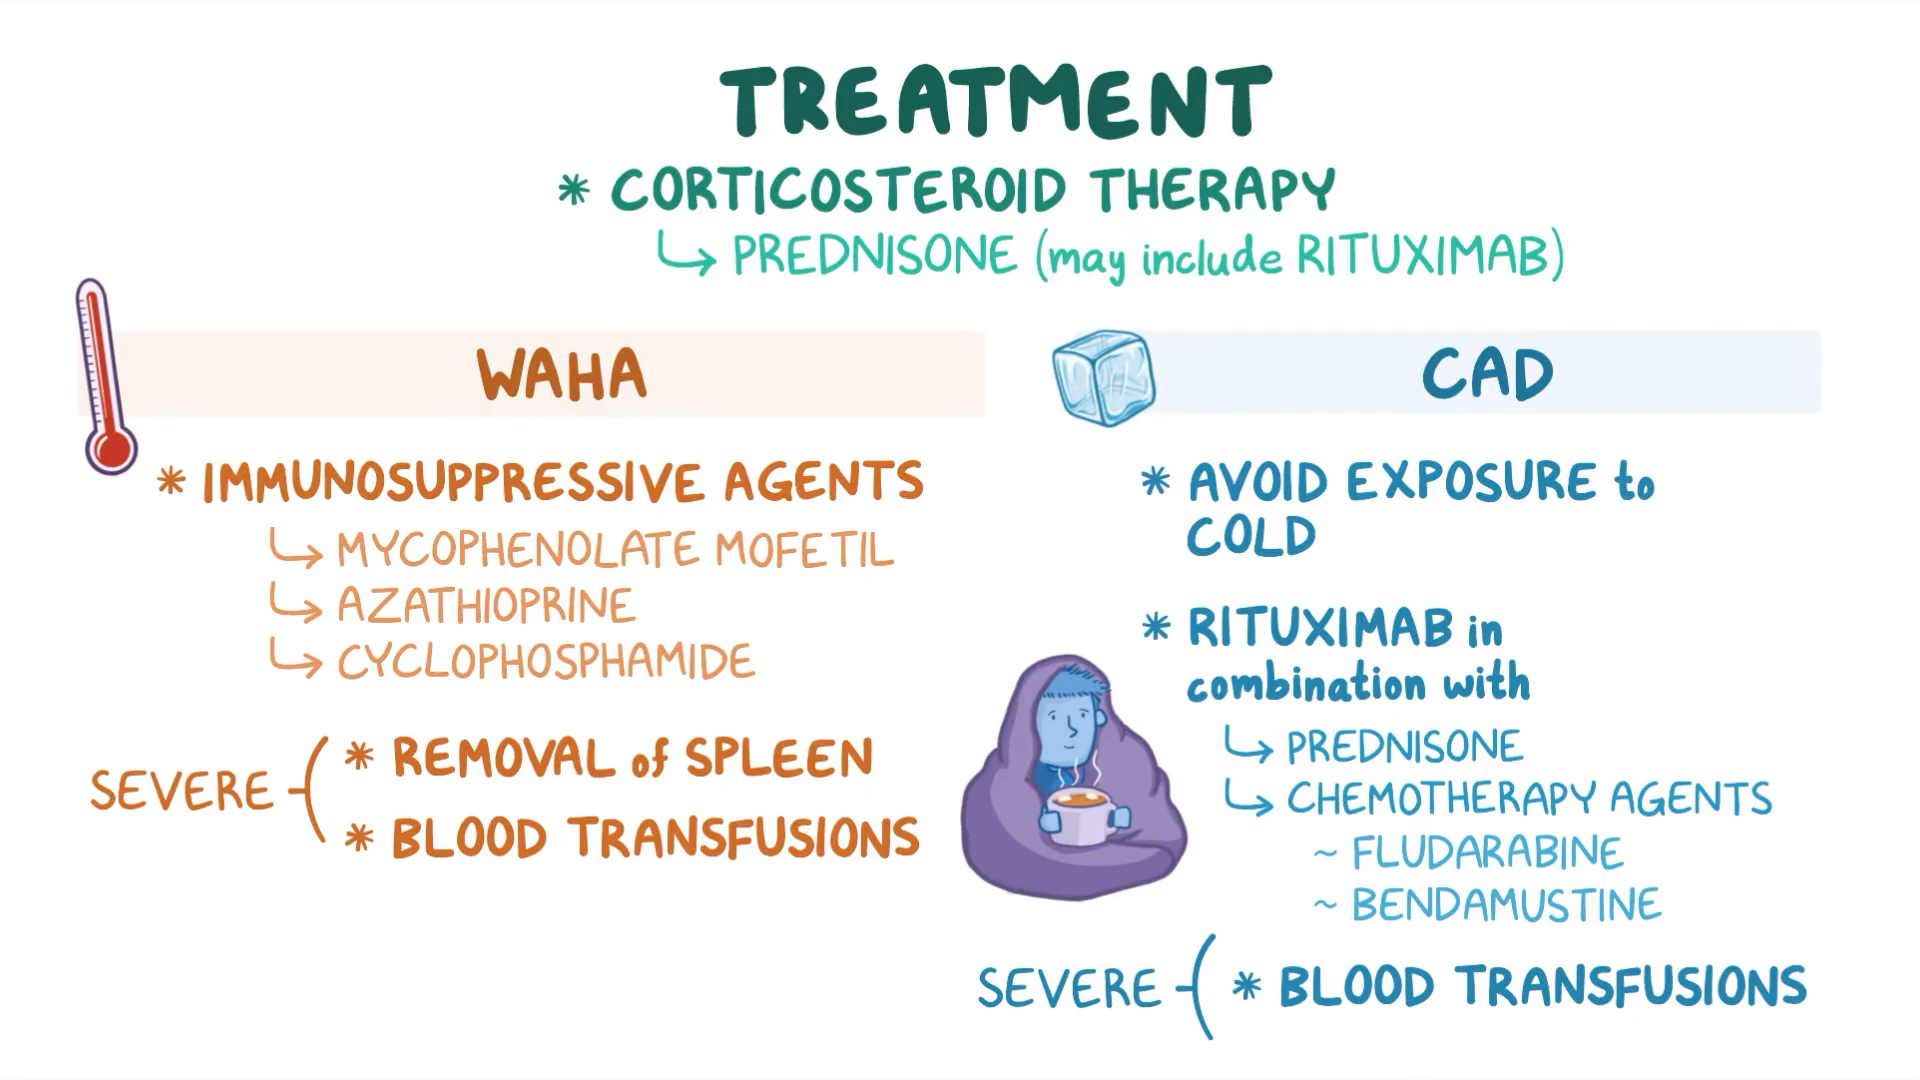 TREATMENT
* CORTICOSTEROID THERAPY
↳ PREDNISONE (may include RITUXIMAB)
WAHA
* IMMUNOSUPPRESSIVE AGENTS
↳ MYCOPHENOLATE MOFETIL
↳ AZATHIOPRINE
↳ CYCLOPHOSPHAMIDE
SEVERE
* REMOVAL of SPLEEN
* BLOOD TRANSFUSIONS
CAD
* AVOID EXPOSURE to
COLD
* RITUXIMAB in
combination with
↳ PREDNISONE
↳ CHEMOTHERAPY AGENTS
~ FLUDARABINE
~ BENDAMUSTINE
SEVERE
* BLOOD TRANSFUSIONS